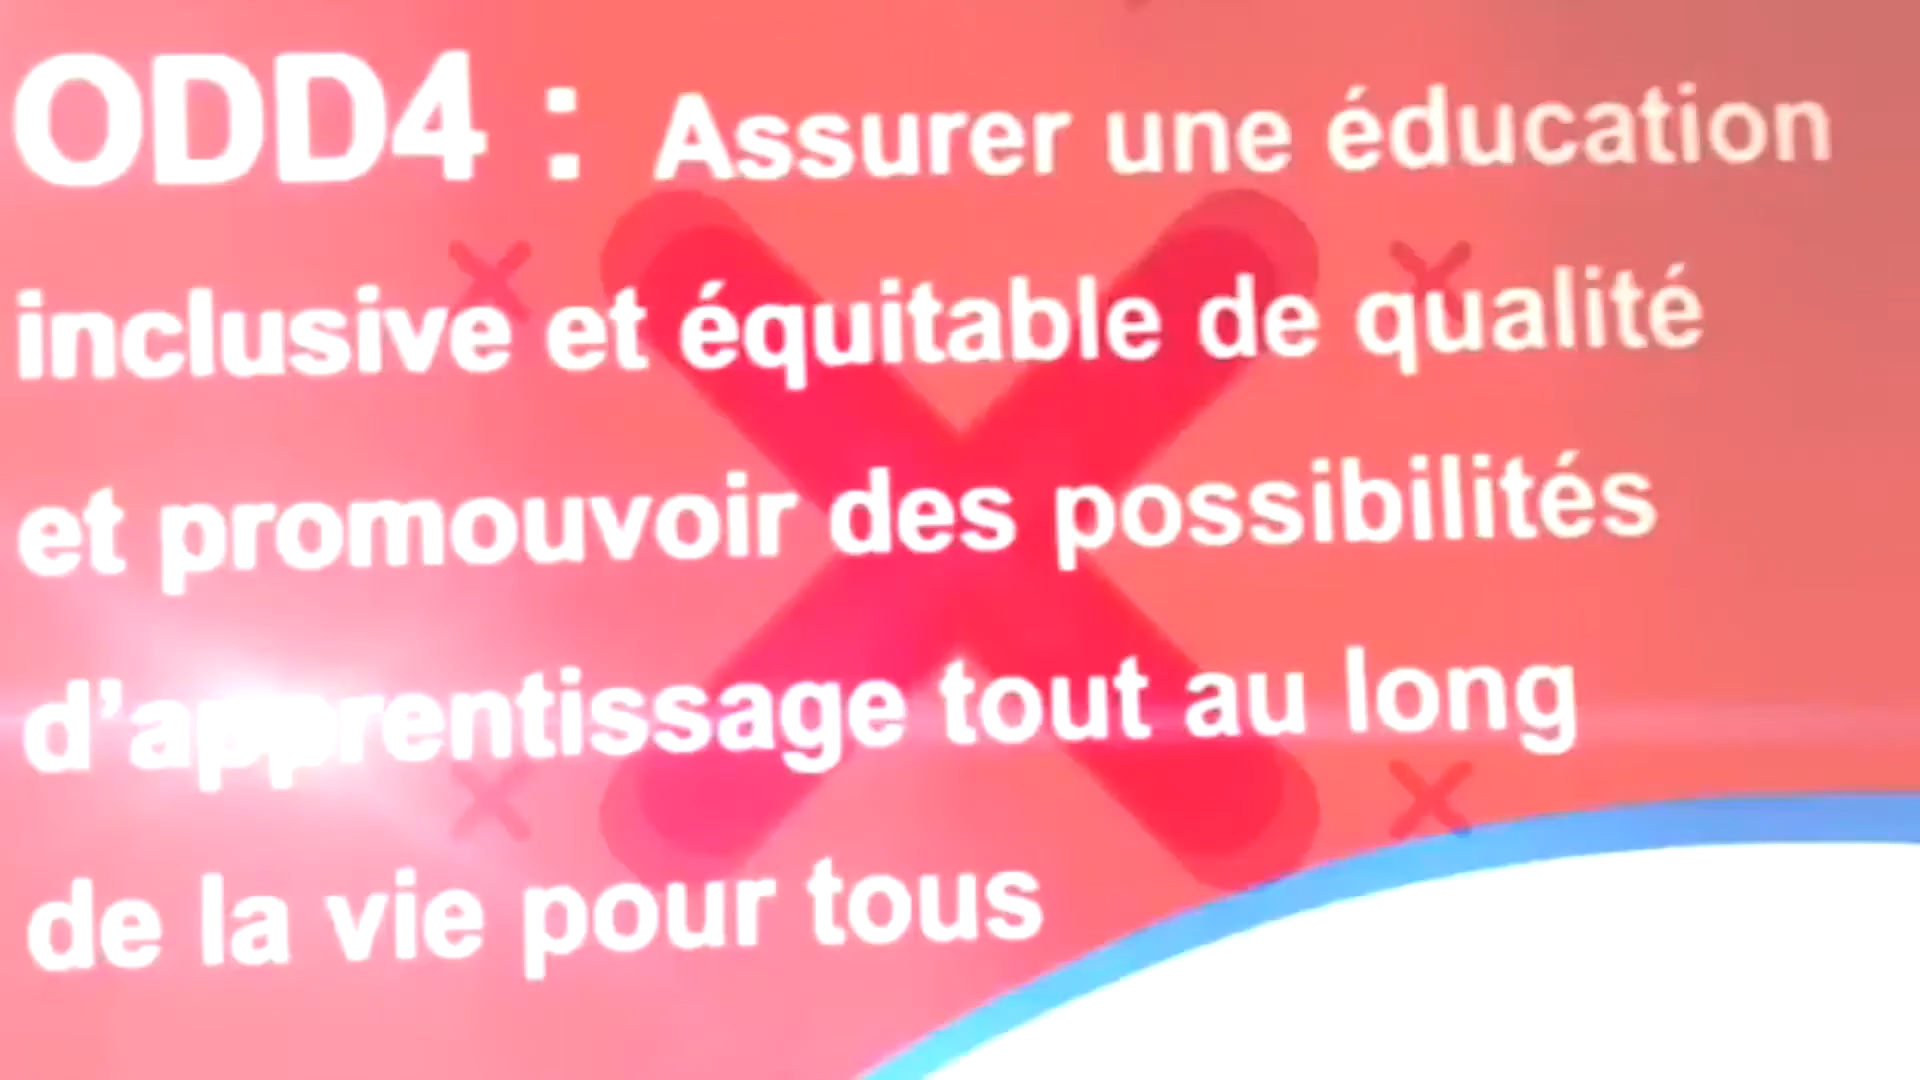 ODD4 : Assurer une éducation
inclusive et équitable de qualité
et promouvoir des possibilités
d'apprentissage tout au long
de la vie pour tous